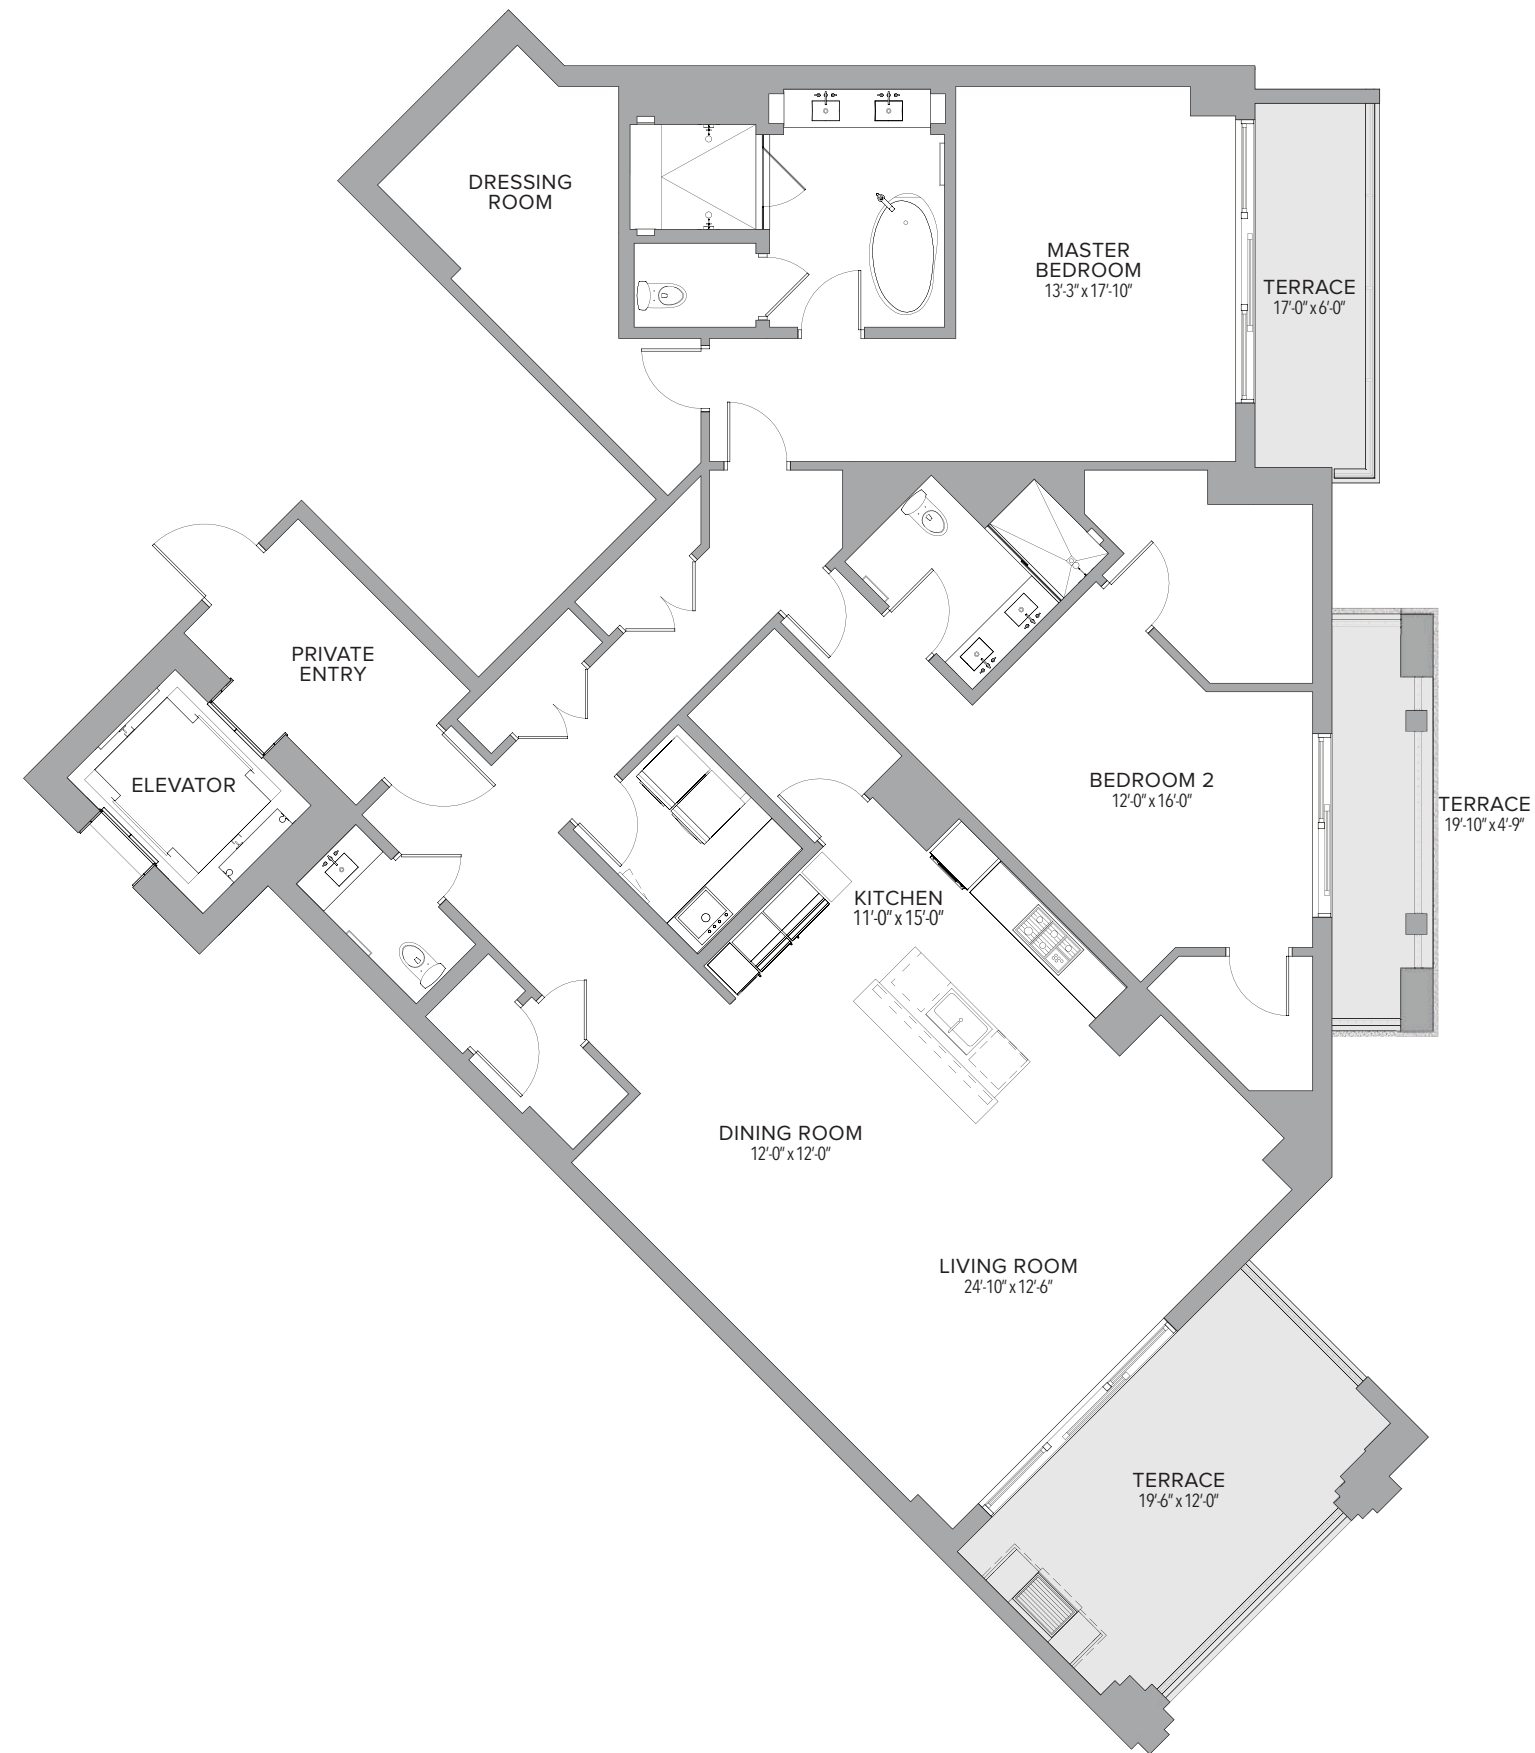 DRESSING
ROOM
MASTER
BEDROOM
13'-3" x 17'-10"
TERRACE
17'-0" x 6'-0"
PRIVATE
ENTRY
ELEVATOR
BEDROOM 2
12'-0" x 16'-0"
TERRACE
19'-10" x 4'-9"
KITCHEN
11'-0" x 15'-0"
DINING ROOM
12'-0" x 12'-0"
LIVING ROOM
24'-10" x 12'-6"
TERRACE
19'-6" x 12'-0"